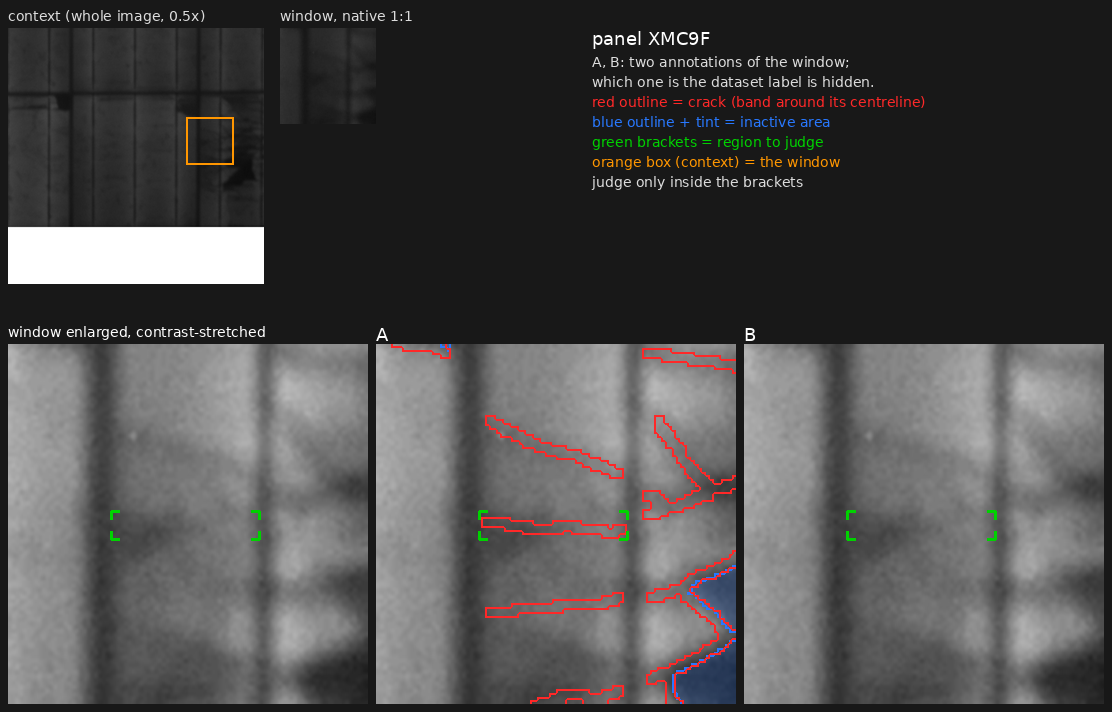 context (whole image, 0.5x)
window, native 1:1
panel XMC9F
A, B: two annotations of the window;
which one is the dataset label is hidden.
red outline = crack (band around its centreline)
blue outline + tint = inactive area
green brackets = region to judge
orange box (context) = the window
judge only inside the brackets
window enlarged, contrast-stretched
A
B